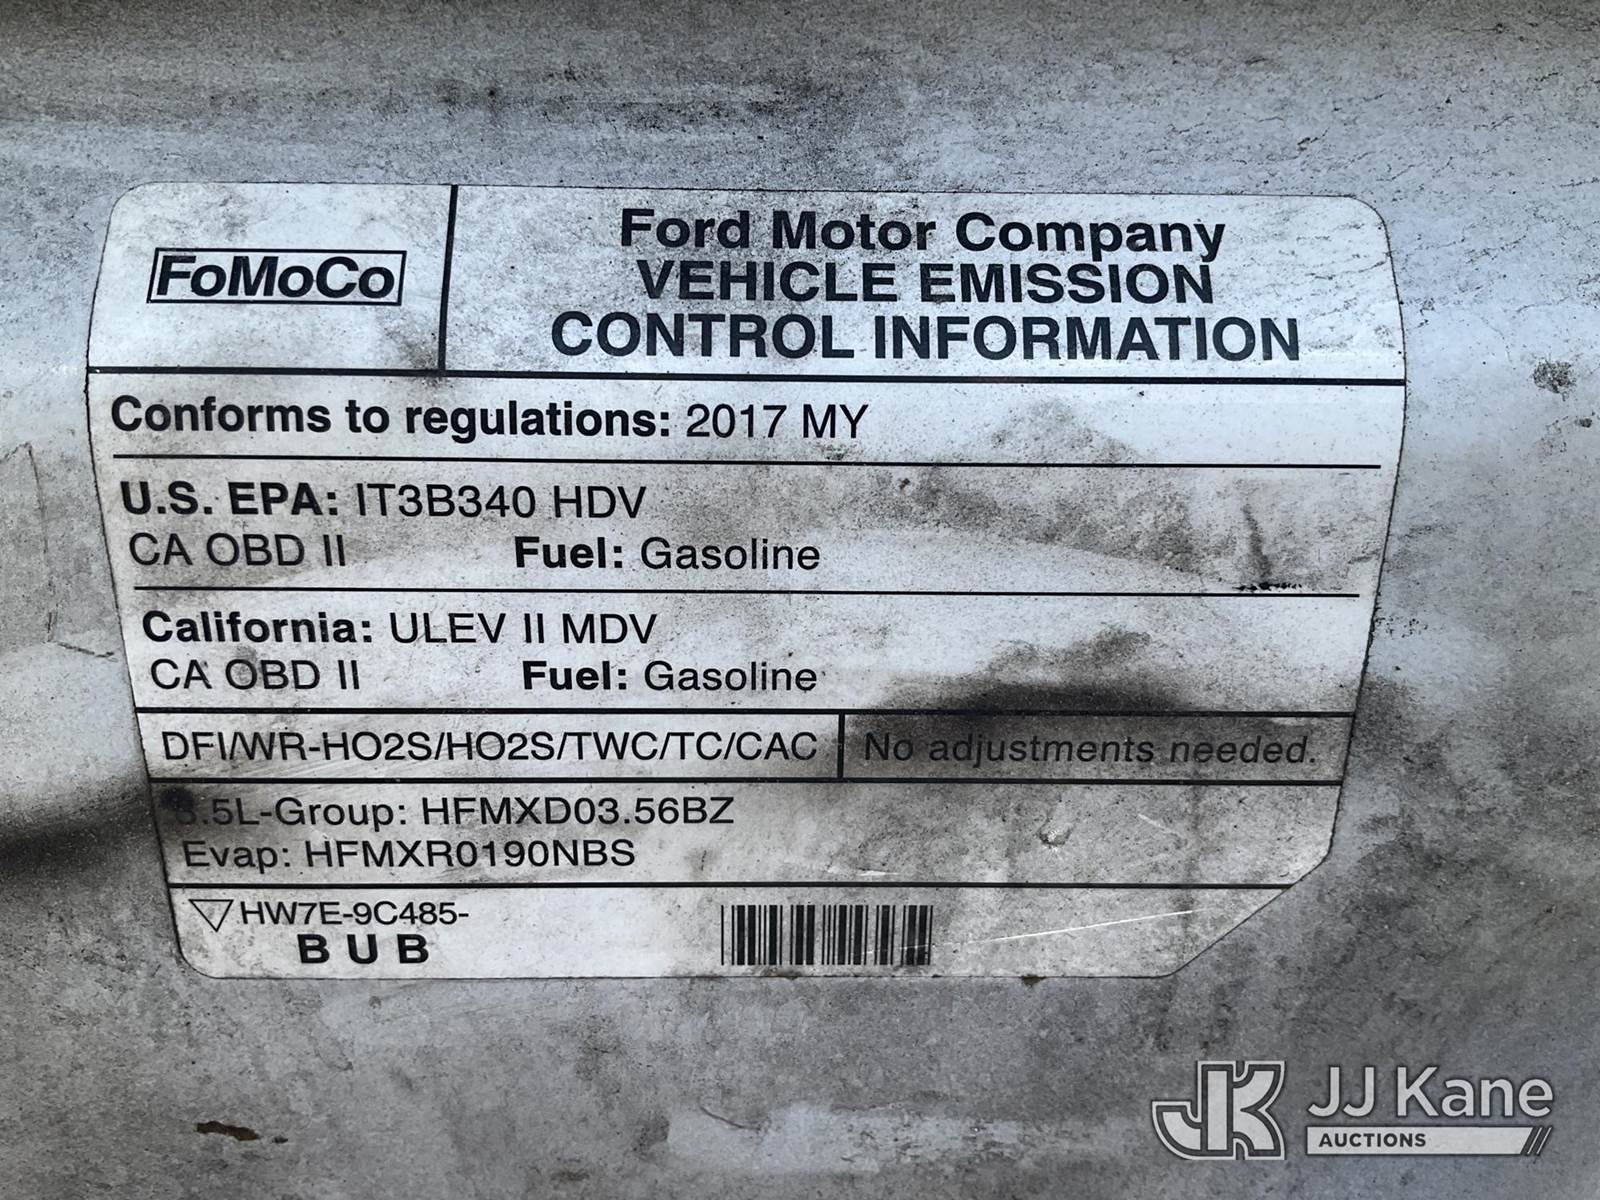 FoMoCo
Ford Motor Company
VEHICLE EMISSION
CONTROL INFORMATION
Conforms to regulations: 2017 MY
U.S. EPA: IT3B340 HDV
CA OBD II Fuel: Gasoline
California: ULEV II MDV
CA OBD II Fuel: Gasoline
DFI/WR-HO2S/HO2S/TWC/TC/CAC No adjustments needed.
3.5L-Group: HFMXD03.56BZ
Evap: HFMXR0190NBS
HW7E-9C485-
B U B
JK JJ Kane
AUCTIONS